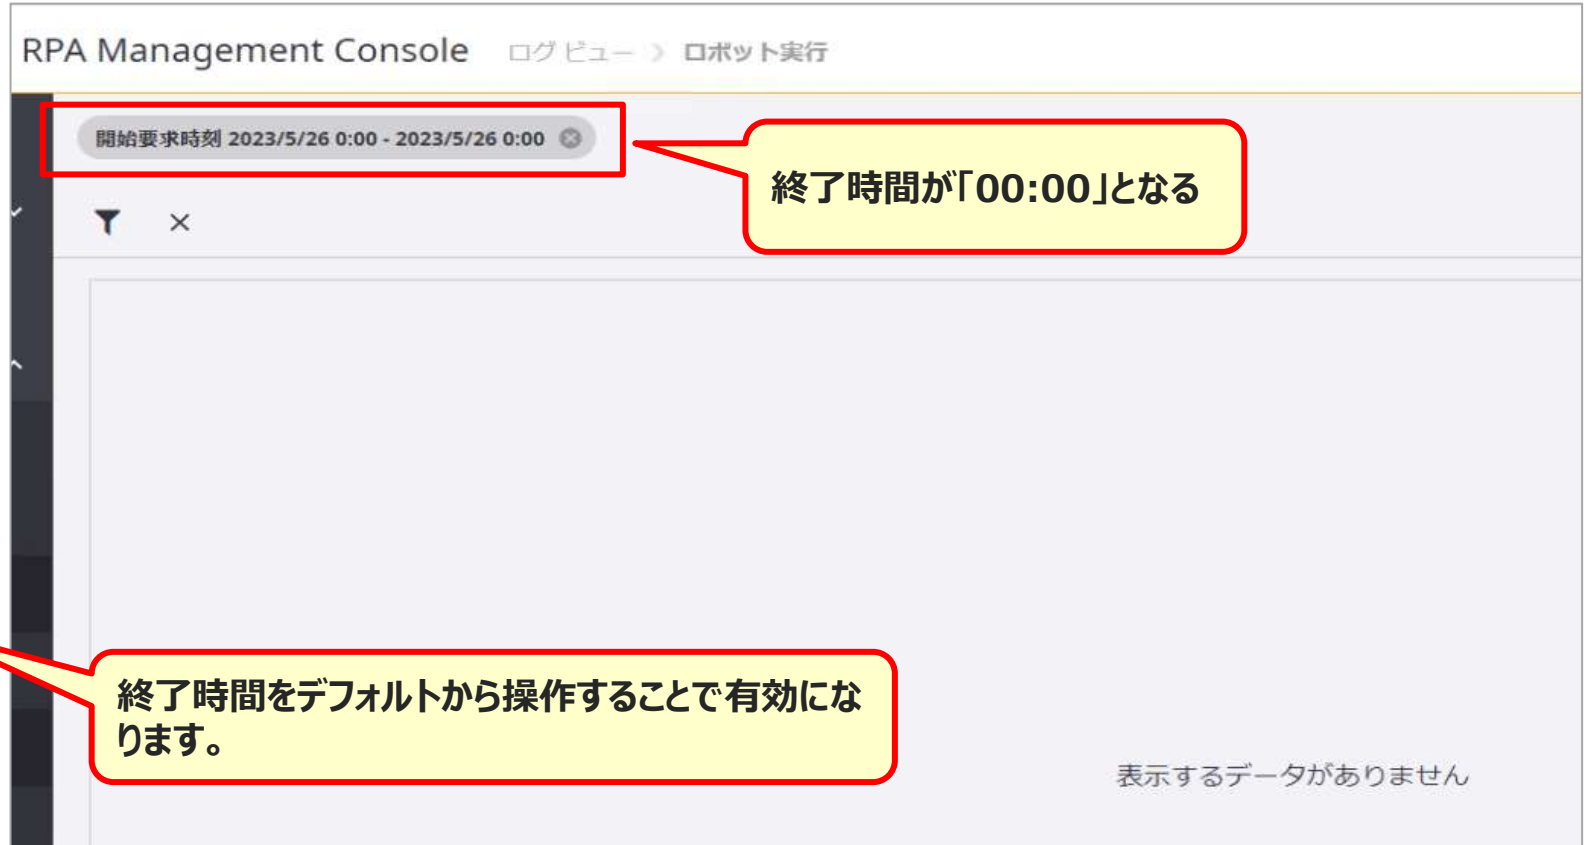 RPA Management Console ログ ビュー > ロボット実行
開始要求時刻 2023/5/26 0:00 - 2023/5/26 0:00
終了時間が「00:00」となる
終了時間をデフォルトから操作することで有効にな
ります。
表示するデータがありません